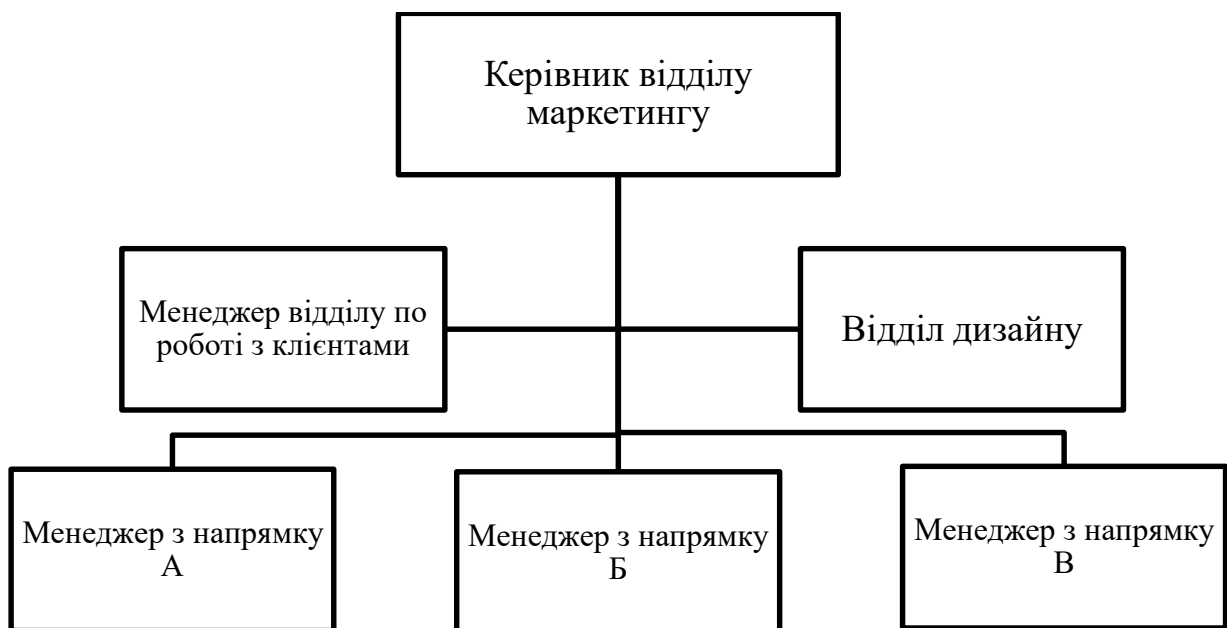 Керівник відділу
маркетингу
Менеджер відділу по
роботі з клієнтами
Відділ дизайну
Менеджер з напрямку
А
Менеджер з напрямку
Б
Менеджер з напрямку
В